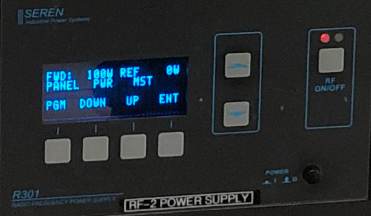 SEREN
Industrial Power Systems
FWD: 100W REF 0W
PANEL PWR MST
PGM DOWN UP ENT
RF
ON/OFF
POWER
R301
RADIO FREQUENCY POWER SUPPLY
RF-2 POWER SUPPLY